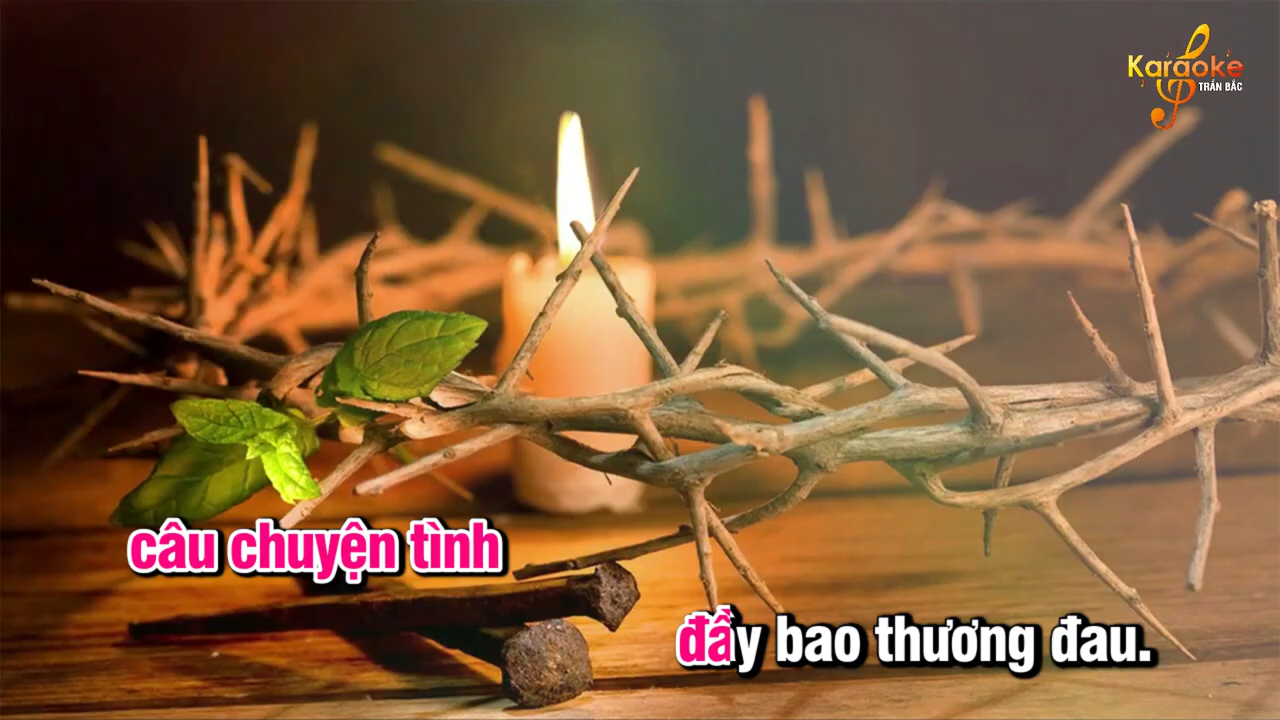 Karaoke
TRẦN BẮC
câu chuyện tình
đầy bao thương đau.